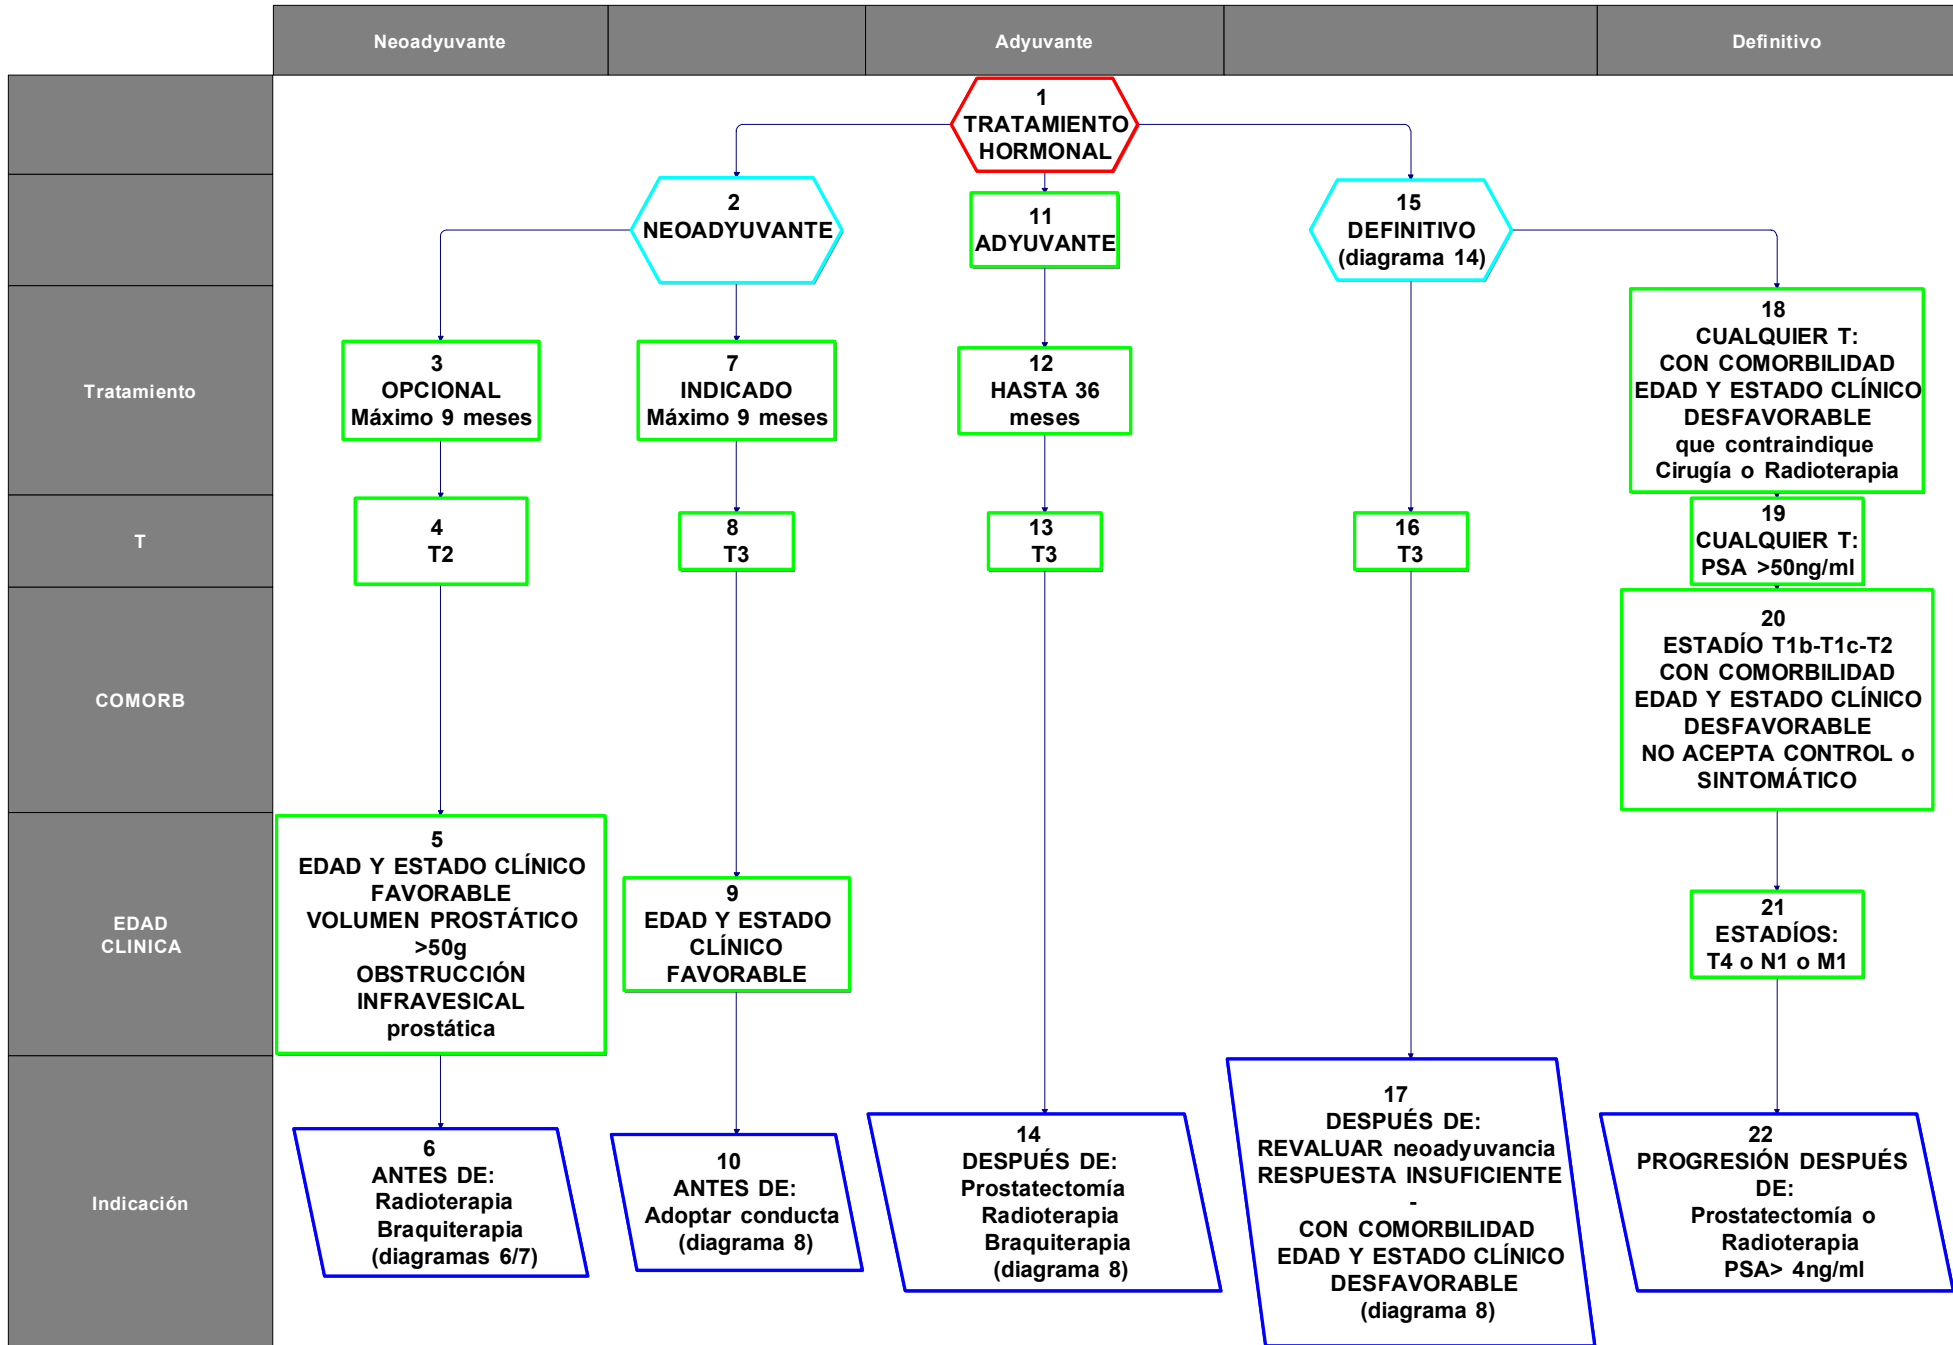 Neoadyuvante
Adyuvante
Definitivo
1
TRATAMIENTO
HORMONAL
2
NEOADYUVANTE
11
ADYUVANTE
15
DEFINITIVO
(diagrama 14)
Tratamiento
3
OPCIONAL
Máximo 9 meses
7
INDICADO
Máximo 9 meses
12
HASTA 36
meses
18
CUALQUIER T:
CON COMORBILIDAD
EDAD Y ESTADO CLÍNICO
DESFAVORABLE
que contraindique
Cirugía o Radioterapia
T
4
T2
8
T3
13
T3
16
T3
19
CUALQUIER T:
PSA >50ng/ml
COMORB
20
ESTADÍO T1b-T1c-T2
CON COMORBILIDAD
EDAD Y ESTADO CLÍNICO
DESFAVORABLE
NO ACEPTA CONTROL o
SINTOMÁTICO
EDAD
CLINICA
5
EDAD Y ESTADO CLÍNICO
FAVORABLE
VOLUMEN PROSTÁTICO
>50g
OBSTRUCCIÓN
INFRAVESICAL
prostática
9
EDAD Y ESTADO
CLÍNICO
FAVORABLE
21
ESTADÍOS:
T4 o N1 o M1
Indicación
6
ANTES DE:
Radioterapia
Braquiterapia
(diagramas 6/7)
10
ANTES DE:
Adoptar conducta
(diagrama 8)
14
DESPUÉS DE:
Prostatectomía
Radioterapia
Braquiterapia
(diagrama 8)
17
DESPUÉS DE:
REVALUAR neoadyuvancia
RESPUESTA INSUFICIENTE
-
CON COMORBILIDAD
EDAD Y ESTADO CLÍNICO
DESFAVORABLE
(diagrama 8)
22
PROGRESIÓN DESPUÉS
DE:
Prostatectomía o
Radioterapia
PSA> 4ng/ml